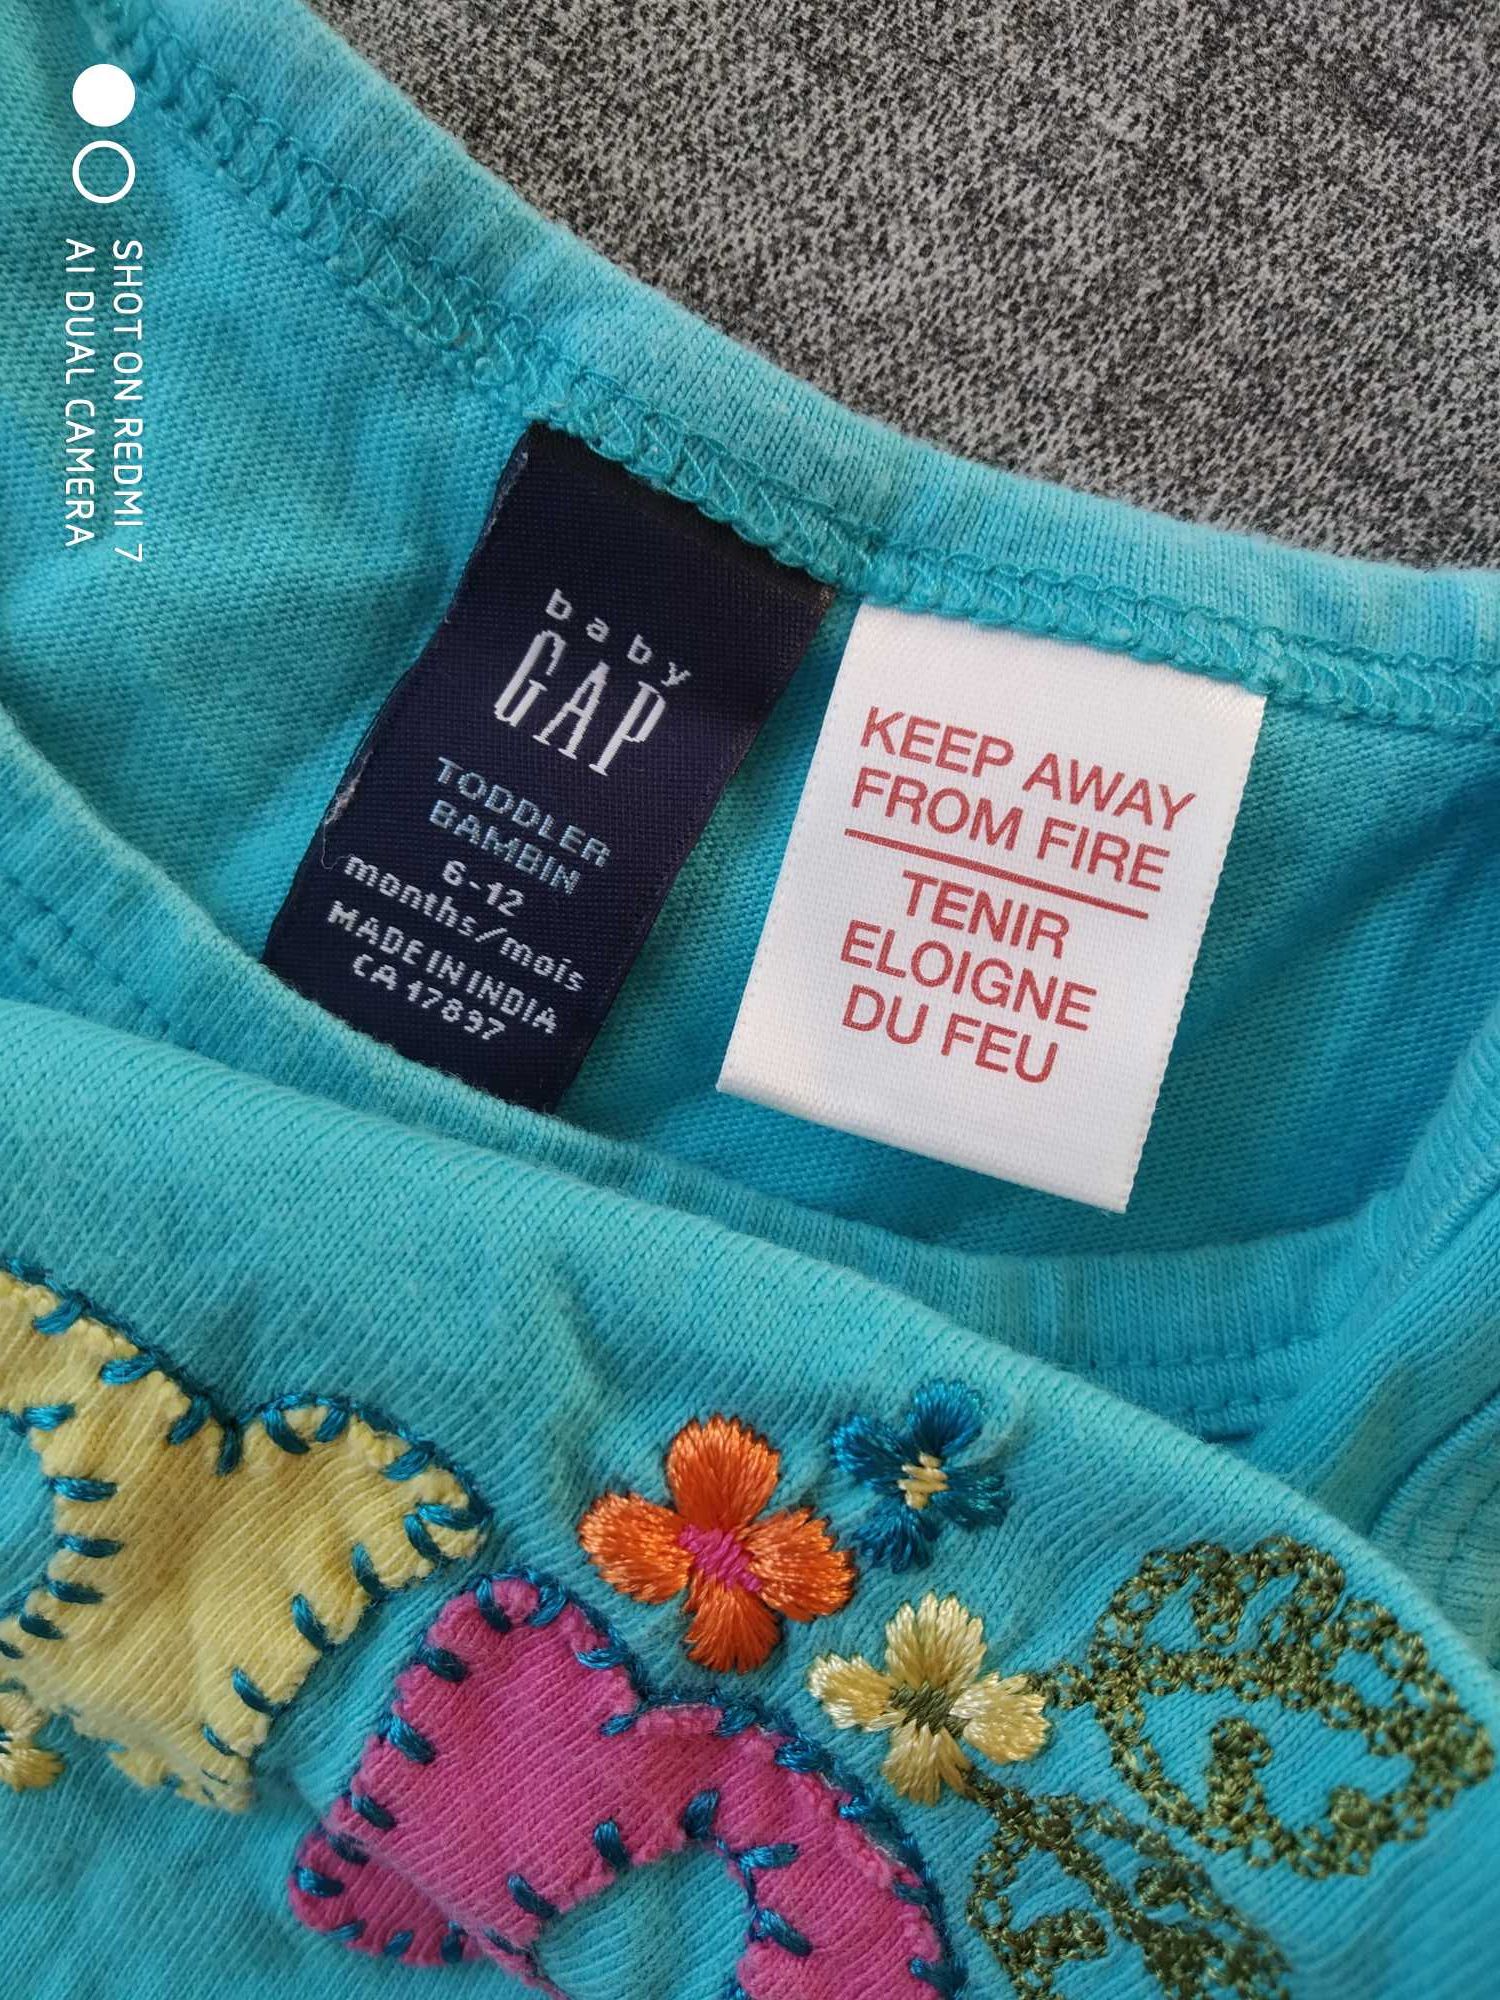 SHOT ON REDMI 7
AI DUAL CAMERA
baby
GAP
TODDLER
BAMBIN
6-12
months/mois
MADE IN INDIA
CA 17897
KEEP AWAY
FROM FIRE
TENIR
ELOIGNE
DU FEU